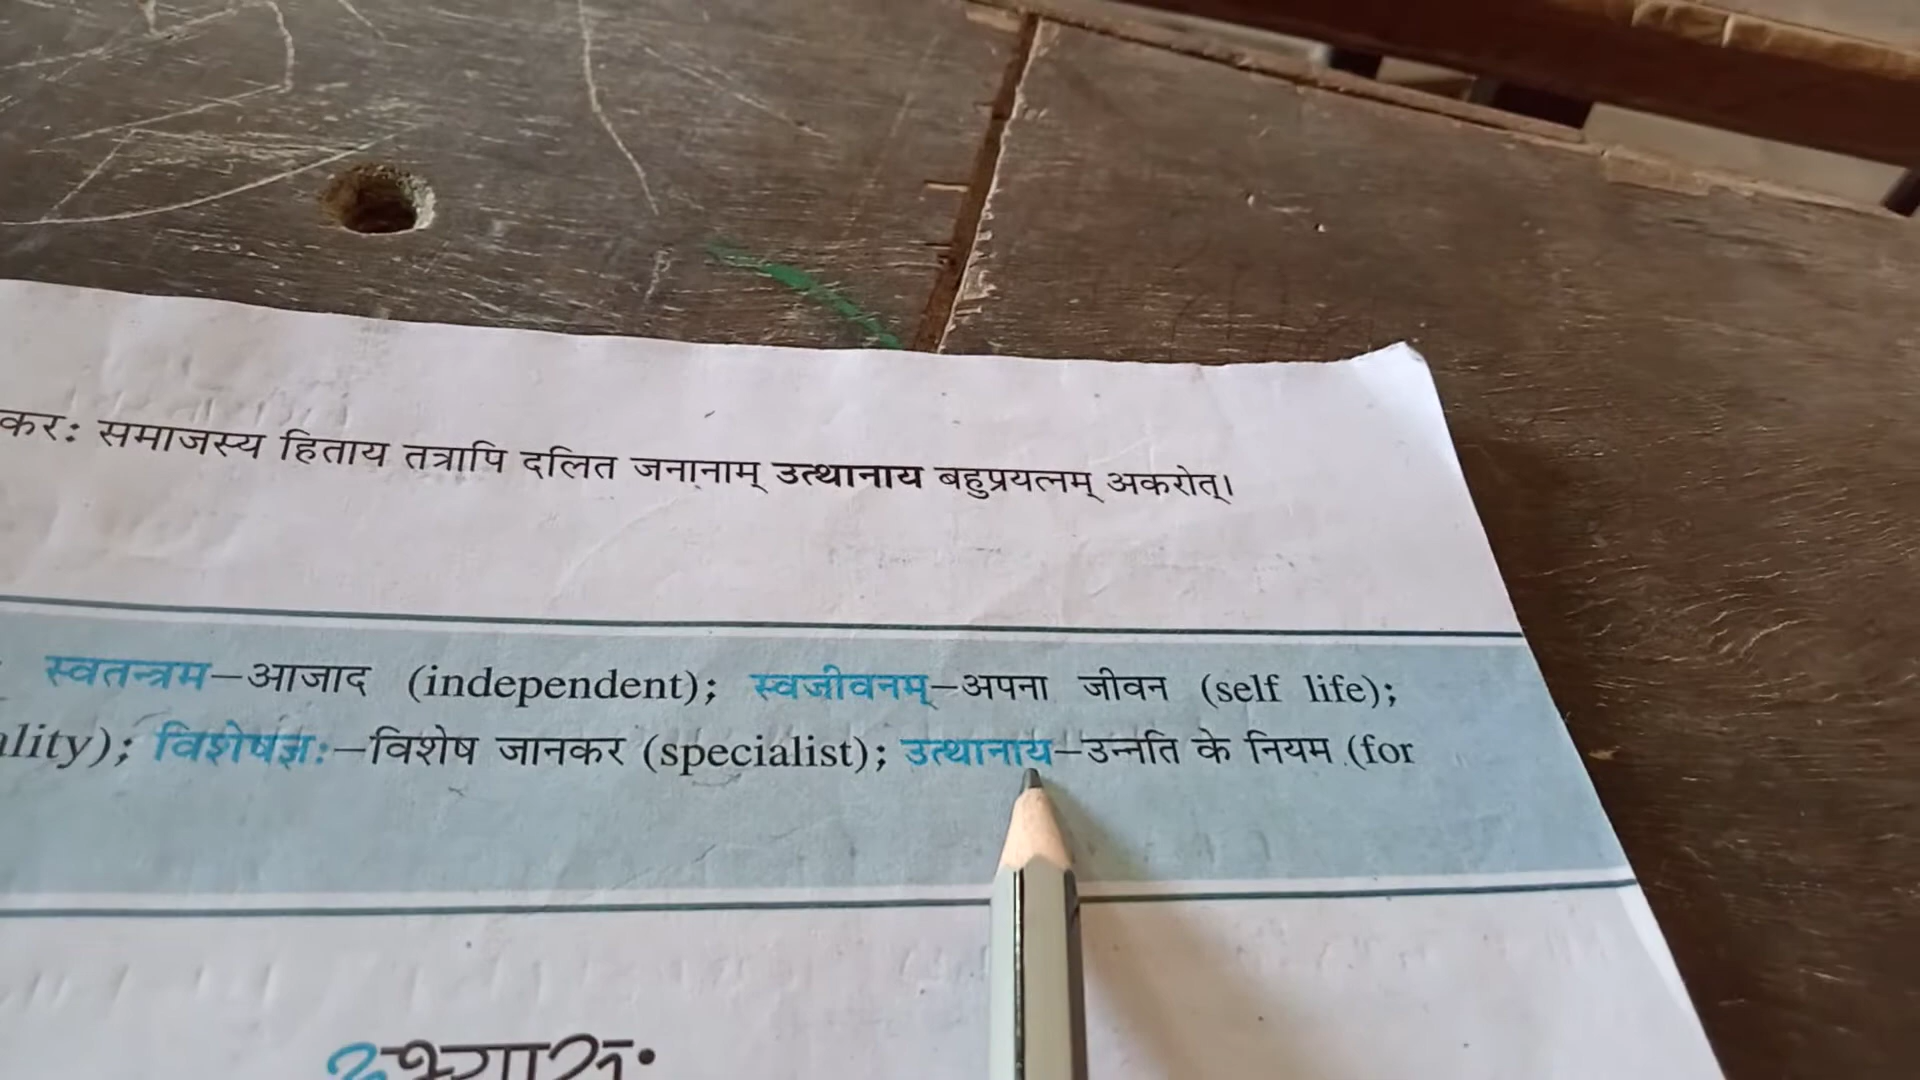 करः समाजस्य हिताय तत्रापि दलित जनानाम् उत्थानाय बहुप्रयत्नम् अकरोत्।
स्वतन्त्रम–आजाद (independent); स्वजीवनम्–अपना जीवन (self life);
ality); विशेषज्ञः–विशेष जानकर (specialist); उत्थानाय–उन्नति के नियम (for